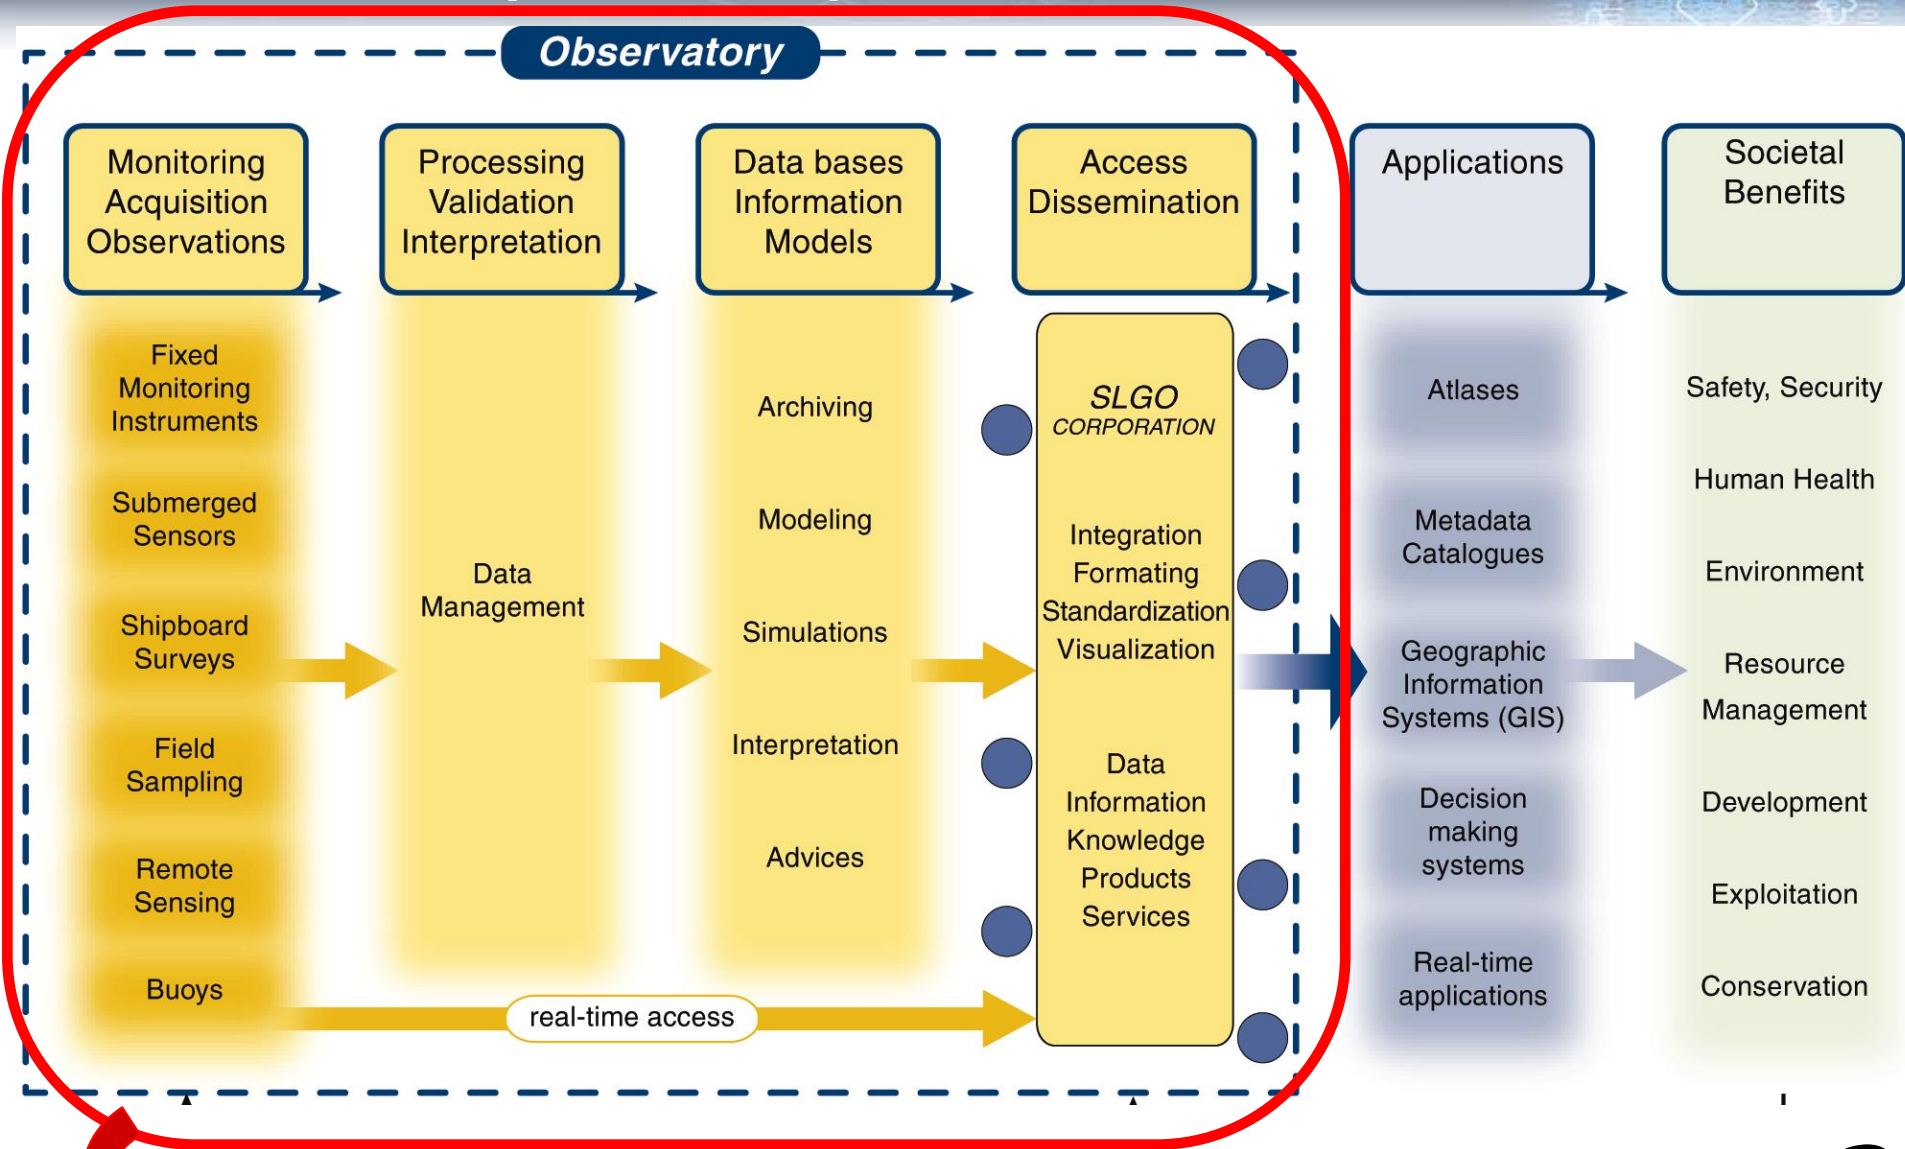 Observatory
Monitoring
Acquisition
Observations
Processing
Validation
Interpretation
Data bases
Information
Models
Access
Dissemination
Applications
Societal
Benefits
Fixed
Monitoring
Instruments
Submerged
Sensors
Shipboard
Surveys
Field
Sampling
Remote
Sensing
Buoys
Data
Management
Archiving
Modeling
Simulations
Interpretation
Advices
real-time access
SLGO
CORPORATION
Integration
Formating
Standardization
Visualization
Data
Information
Knowledge
Products
Services
Atlases
Metadata
Catalogues
Geographic
Information
Systems (GIS)
Decision
making
systems
Real-time
applications
Safety, Security
Human Health
Environment
Resource
Management
Development
Exploitation
Conservation